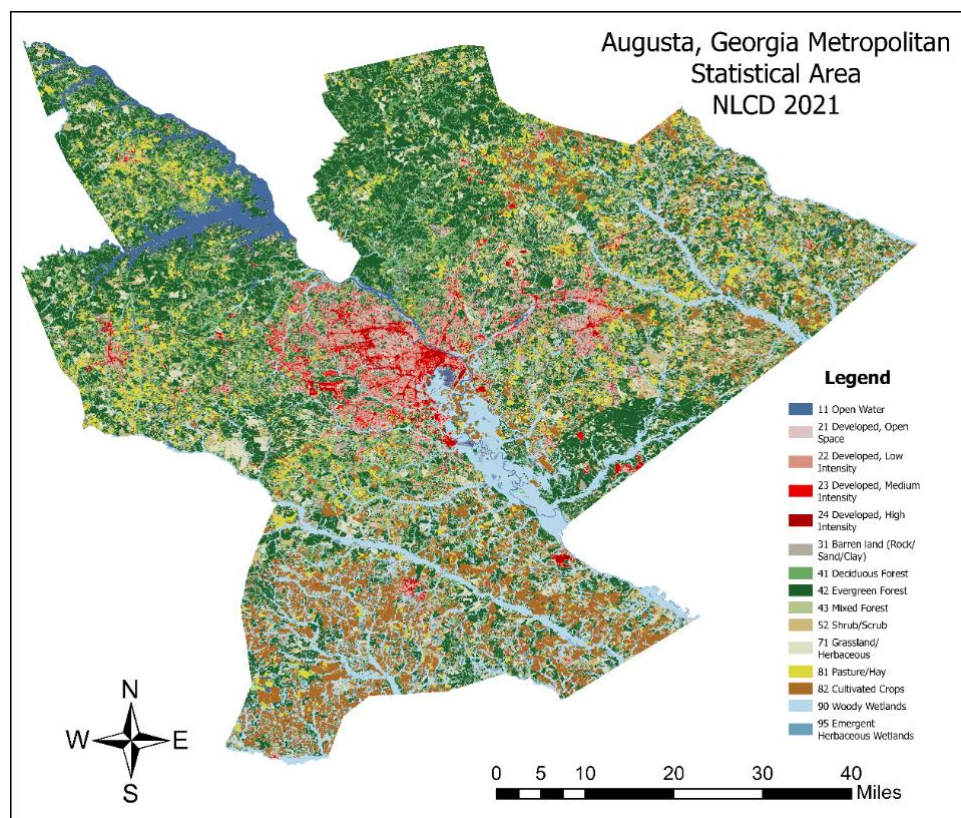 Augusta, Georgia Metropolitan
Statistical Area
NLCD 2021
Legend
11 Open Water
21 Developed, Open
Space
22 Developed, Low
Intensity
23 Developed, Medium
Intensity
24 Developed, High
Intensity
31 Barren land (Rock/
Sand/Clay)
41 Deciduous Forest
42 Evergreen Forest
43 Mixed Forest
52 Shrub/Scrub
71 Grassland/
Herbaceous
81 Pasture/Hay
82 Cultivated Crops
90 Woody Wetlands
95 Emergent
Herbaceous Wetlands
N
W E
S
0 5 10 20 30 40
Miles